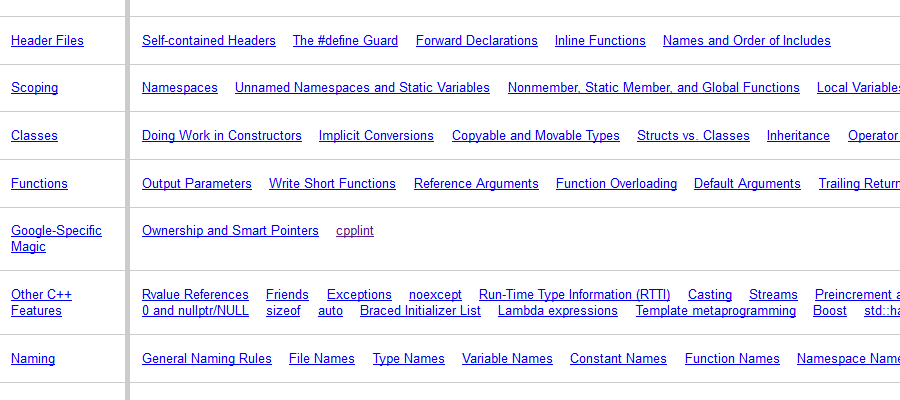 Header Files Self-contained Headers The #define Guard Forward Declarations Inline Functions Names and Order of Includes
Scoping Namespaces Unnamed Namespaces and Static Variables Nonmember, Static Member, and Global Functions Local Variables
Classes Doing Work in Constructors Implicit Conversions Copyable and Movable Types Structs vs. Classes Inheritance Operator
Functions Output Parameters Write Short Functions Reference Arguments Function Overloading Default Arguments Trailing Return
Google-Specific Ownership and Smart Pointers cpplint
Magic
Other C++ Rvalue References Friends Exceptions noexcept Run-Time Type Information (RTTI) Casting Streams Preincrement
Features 0 and nullptr/NULL sizeof auto Braced Initializer List Lambda expressions Template metaprogramming Boost
Naming General Naming Rules File Names Type Names Variable Names Constant Names Function Names Namespace